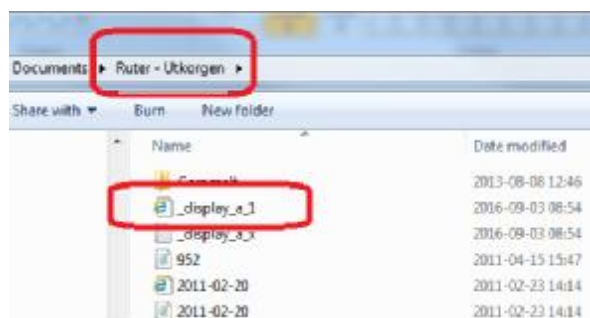 Documents ▸ Ruter - Utkorgen ▸
Share with ▾ Burn New folder
Name Date modified
2013-08-08 12:46
_display_a_1 2016-09-03 08:54
_display_a_x 2016-09-03 08:54
952 2011-04-15 15:47
2011-02-20 2011-02-23 14:14
2011-02-20 2011-02-23 14:14